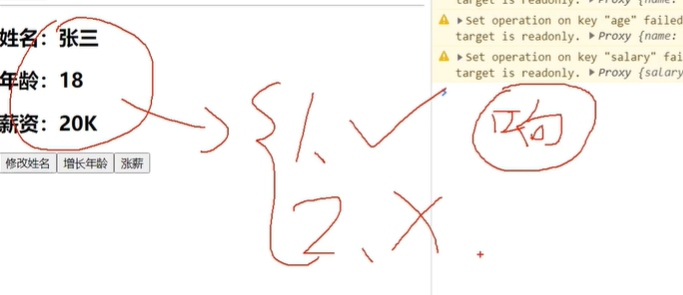 target is readonly. ▶Proxy {name:
姓名：张三
▶Set operation on key "age" failed
target is readonly. ▶Proxy {name:
年龄：18
▶Set operation on key "salary" fai
target is readonly. ▶Proxy {salary
薪资：20K
修改姓名 增长年龄 涨薪
1、✓
2、×